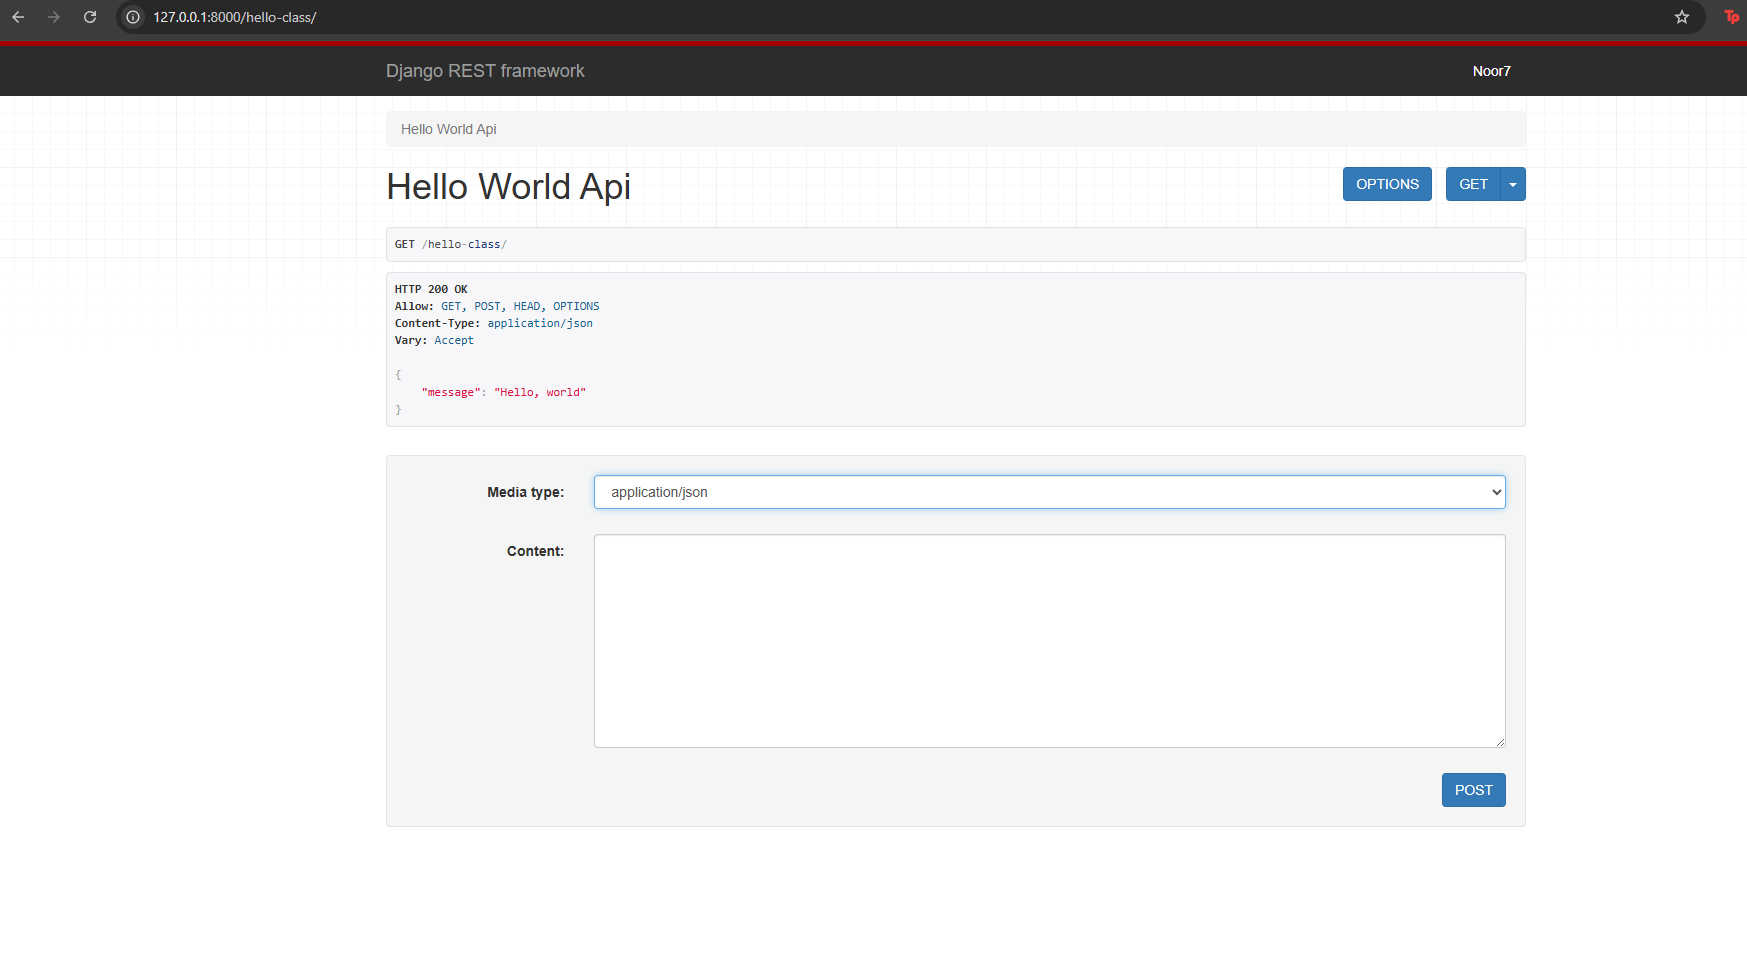 127.0.0.1:8000/hello-class/
Tp
Django REST framework
Noor7
Hello World Api
Hello World Api
OPTIONS
GET
GET /hello-class/
HTTP 200 OK
Allow: GET, POST, HEAD, OPTIONS
Content-Type: application/json
Vary: Accept
{
    "message": "Hello, world"
}
Media type:
application/json
Content:
POST